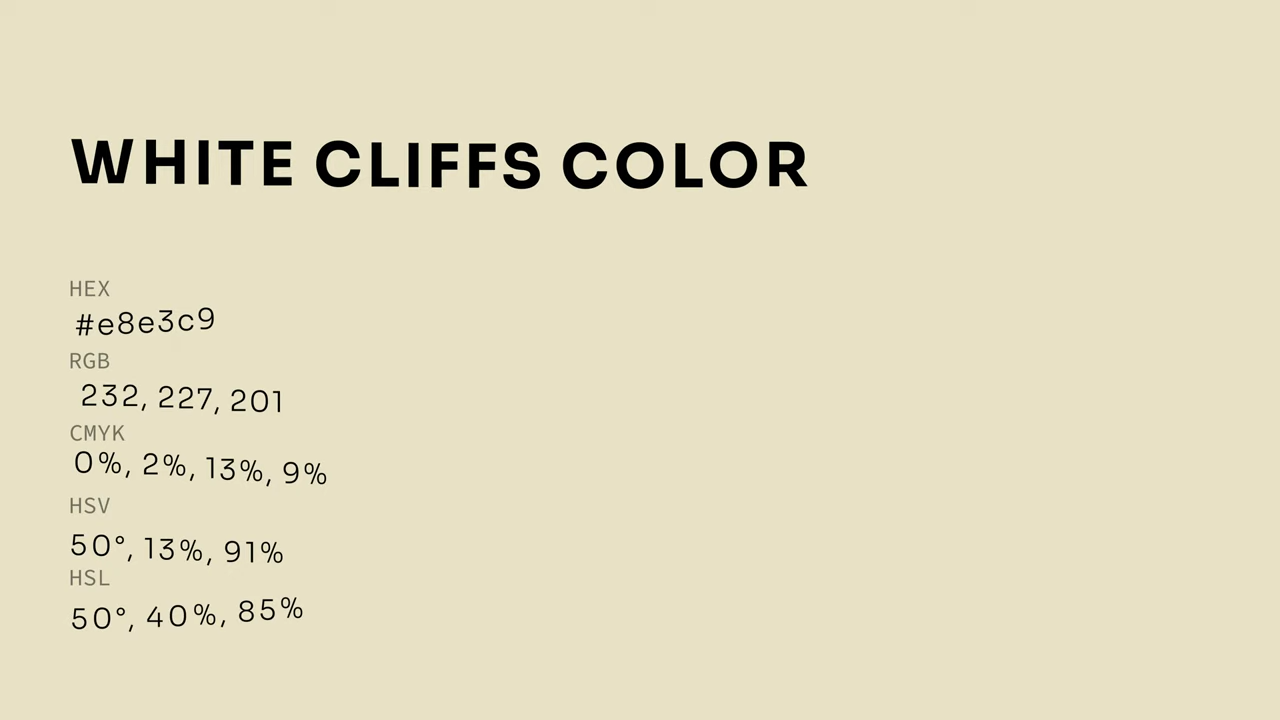 WHITE CLIFFS COLOR
HEX
#e8e3c9
RGB
232, 227, 201
CMYK
0%, 2%, 13%, 9%
HSV
50°, 13%, 91%
HSL
50°, 40%, 85%